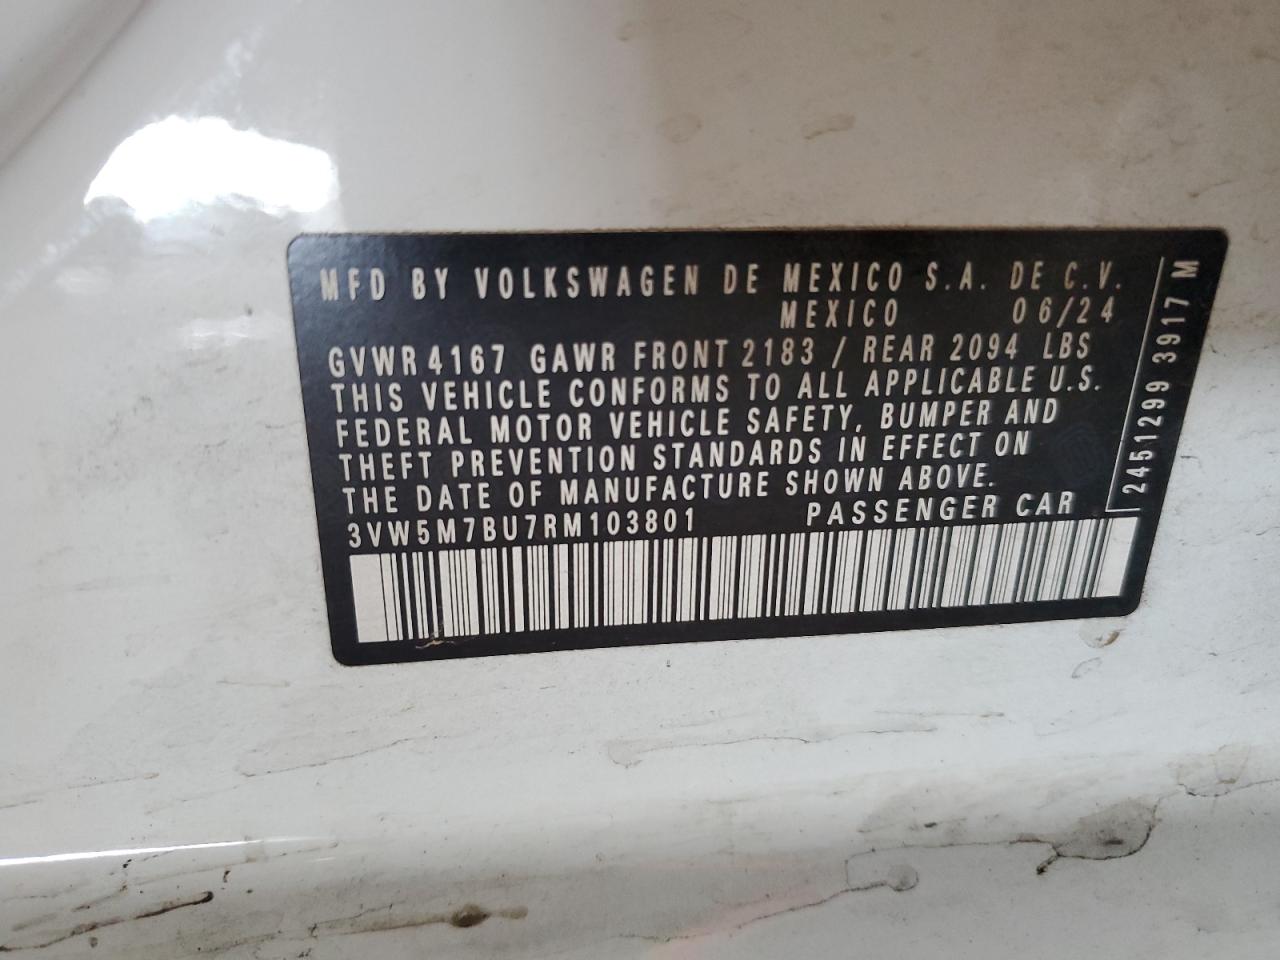 MFD BY VOLKSWAGEN DE MEXICO S.A. DE C.V.
MEXICO 06/24
GVWR 4167 GAWR FRONT 2183 / REAR 2094 LBS
THIS VEHICLE CONFORMS TO ALL APPLICABLE U.S.
FEDERAL MOTOR VEHICLE SAFETY, BUMPER AND
THEFT PREVENTION STANDARDS IN EFFECT ON
THE DATE OF MANUFACTURE SHOWN ABOVE.
3VW5M7BU7RM103801 PASSENGER CAR
2451299 3917 M